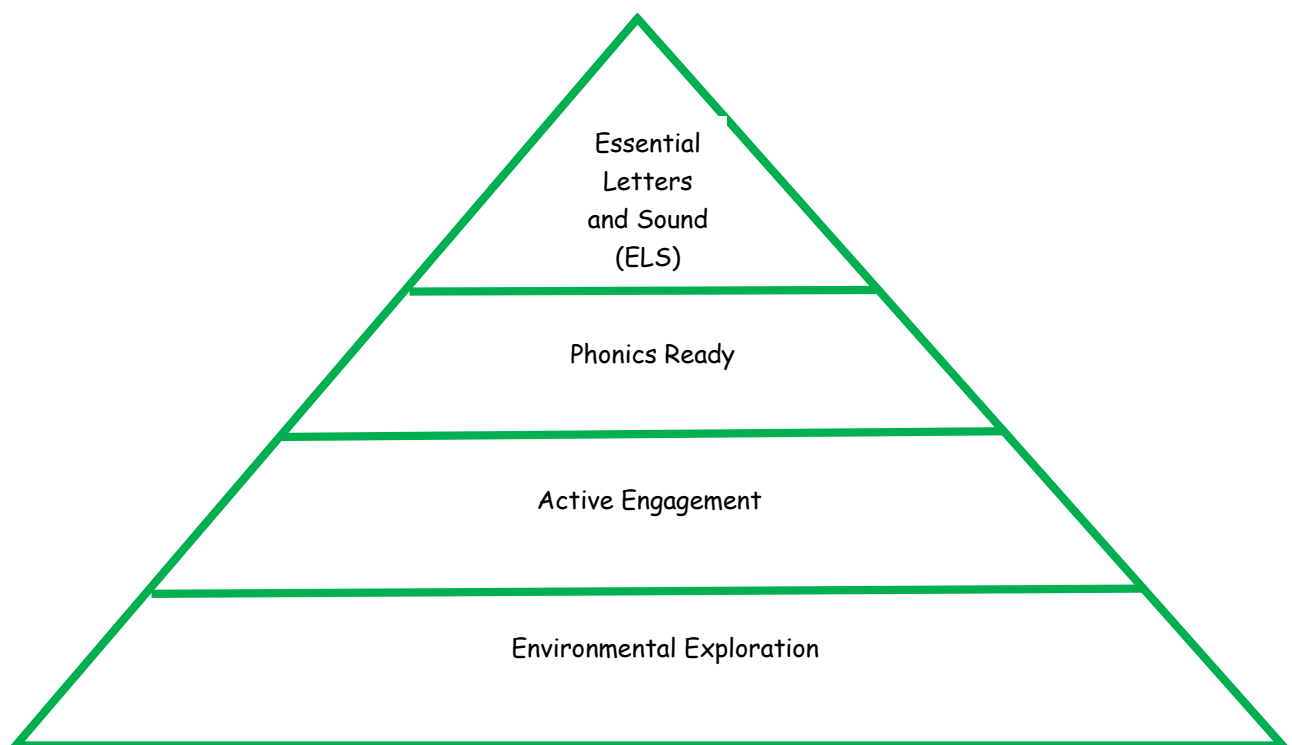 Essential
Letters
and Sound
(ELS)
Phonics Ready
Active Engagement
Environmental Exploration